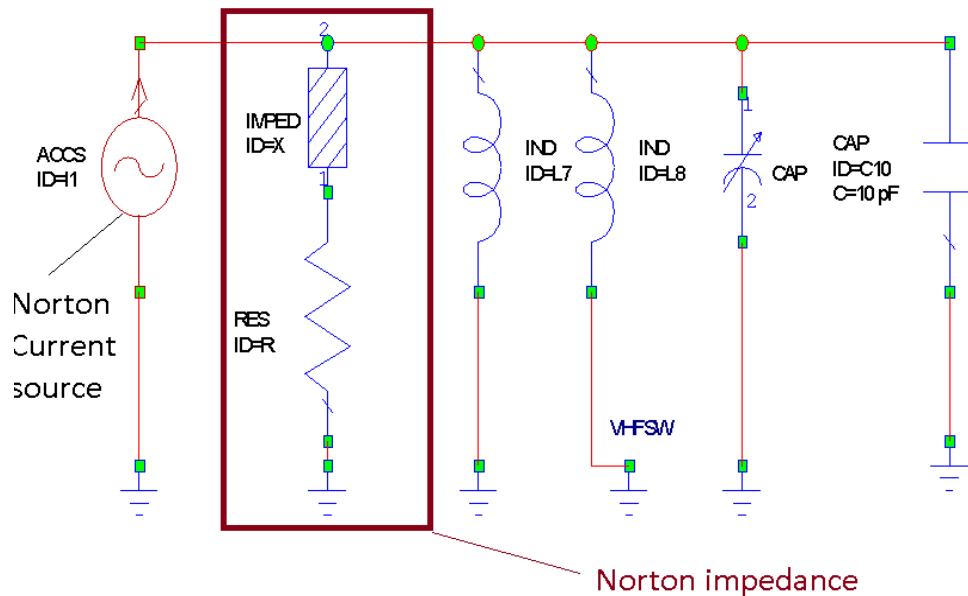 2
IMPED
ID=X
1
ACCS
ID=I1
IND
ID=L7
IND
ID=L8
1
CAP
2
CAP
ID=C10
C=10 pF
Norton
Current
source
RES
ID=R
VHFSW
Norton impedance